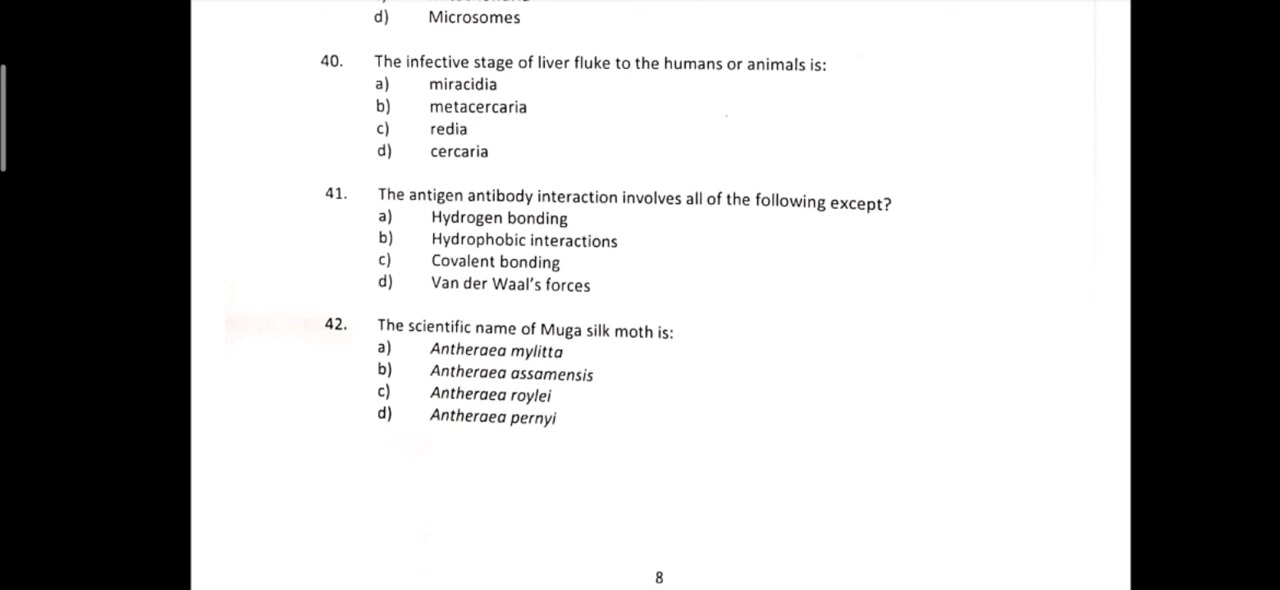 d) Microsomes
40. The infective stage of liver fluke to the humans or animals is:
a) miracidia
b) metacercaria
c) redia
d) cercaria
41. The antigen antibody interaction involves all of the following except?
a) Hydrogen bonding
b) Hydrophobic interactions
c) Covalent bonding
d) Van der Waal's forces
42. The scientific name of Muga silk moth is:
a) Antheraea mylitta
b) Antheraea assamensis
c) Antheraea roylei
d) Antheraea pernyi
8